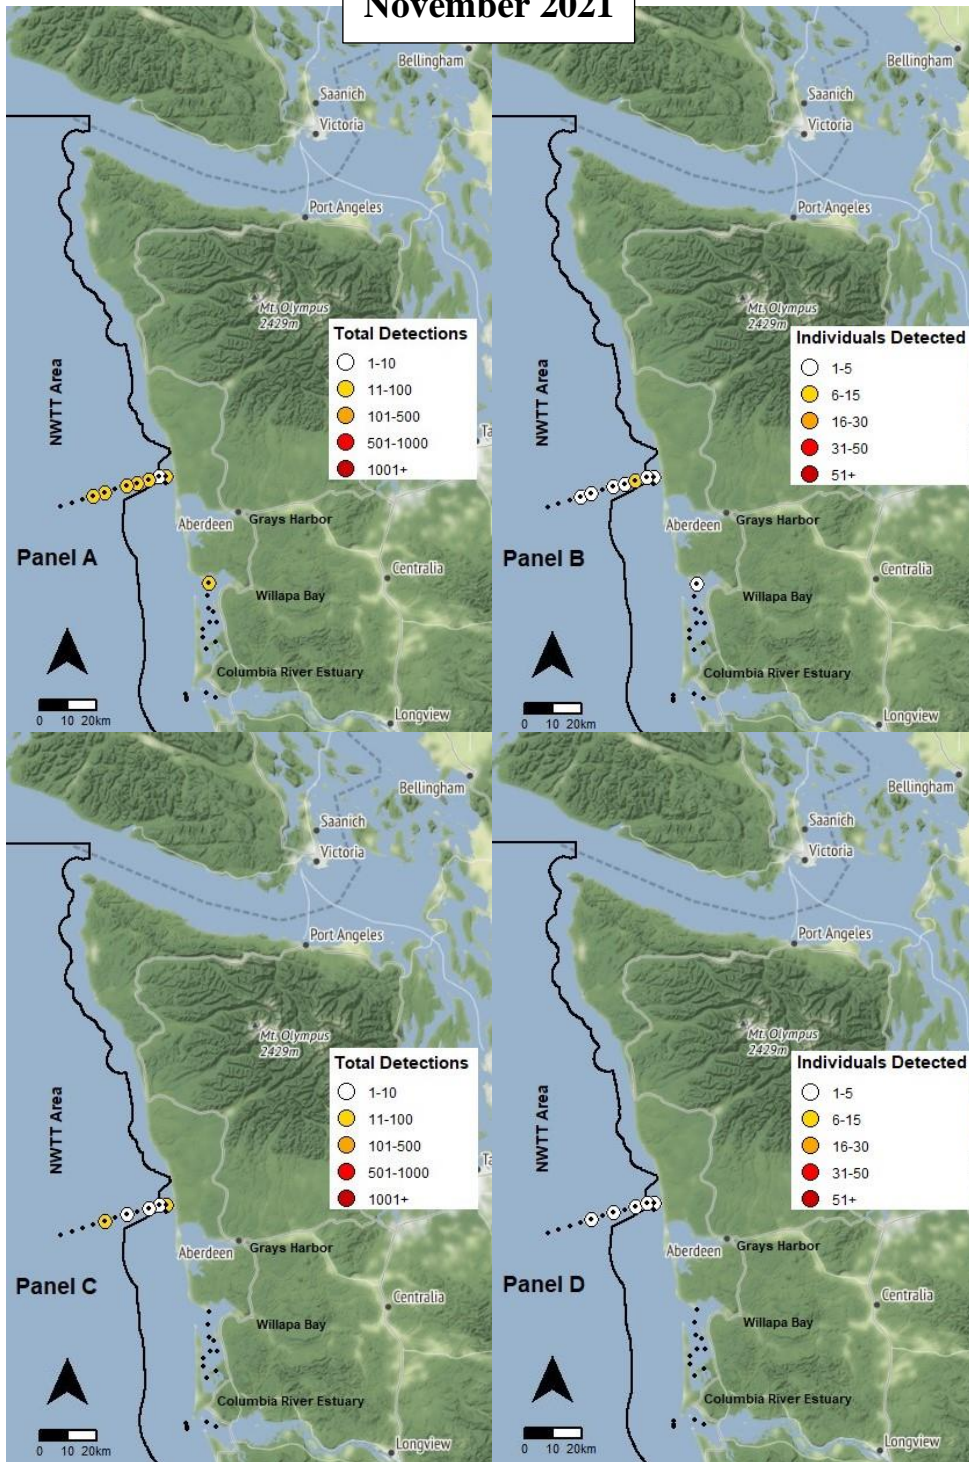 November 2021
Bellingham
Saanich
Victoria
Port Angeles
Mt. Olympus
2429m
NWTT Area
Total Detections
1-10
11-100
101-500
501-1000
1001+
Ta
Aberdeen
Grays Harbor
Panel A
Centralia
Willapa Bay
Columbia River Estuary
0 10 20km
Longview
Bellingham
Saanich
Victoria
Port Angeles
Mt. Olympus
2429m
NWTT Area
Individuals Detected
1-5
6-15
16-30
31-50
51+
Aberdeen
Grays Harbor
Panel B
Centralia
Willapa Bay
Columbia River Estuary
0 10 20km
Longview
Bellingham
Saanich
Victoria
Port Angeles
Mt. Olympus
2429m
NWTT Area
Total Detections
1-10
11-100
101-500
501-1000
1001+
Ta
Aberdeen
Grays Harbor
Panel C
Centralia
Willapa Bay
Columbia River Estuary
0 10 20km
Longview
Bellingham
Saanich
Victoria
Port Angeles
Mt. Olympus
2429m
NWTT Area
Individuals Detected
1-5
6-15
16-30
31-50
51+
Aberdeen
Grays Harbor
Panel D
Centralia
Willapa Bay
Columbia River Estuary
0 10 20km
Longview